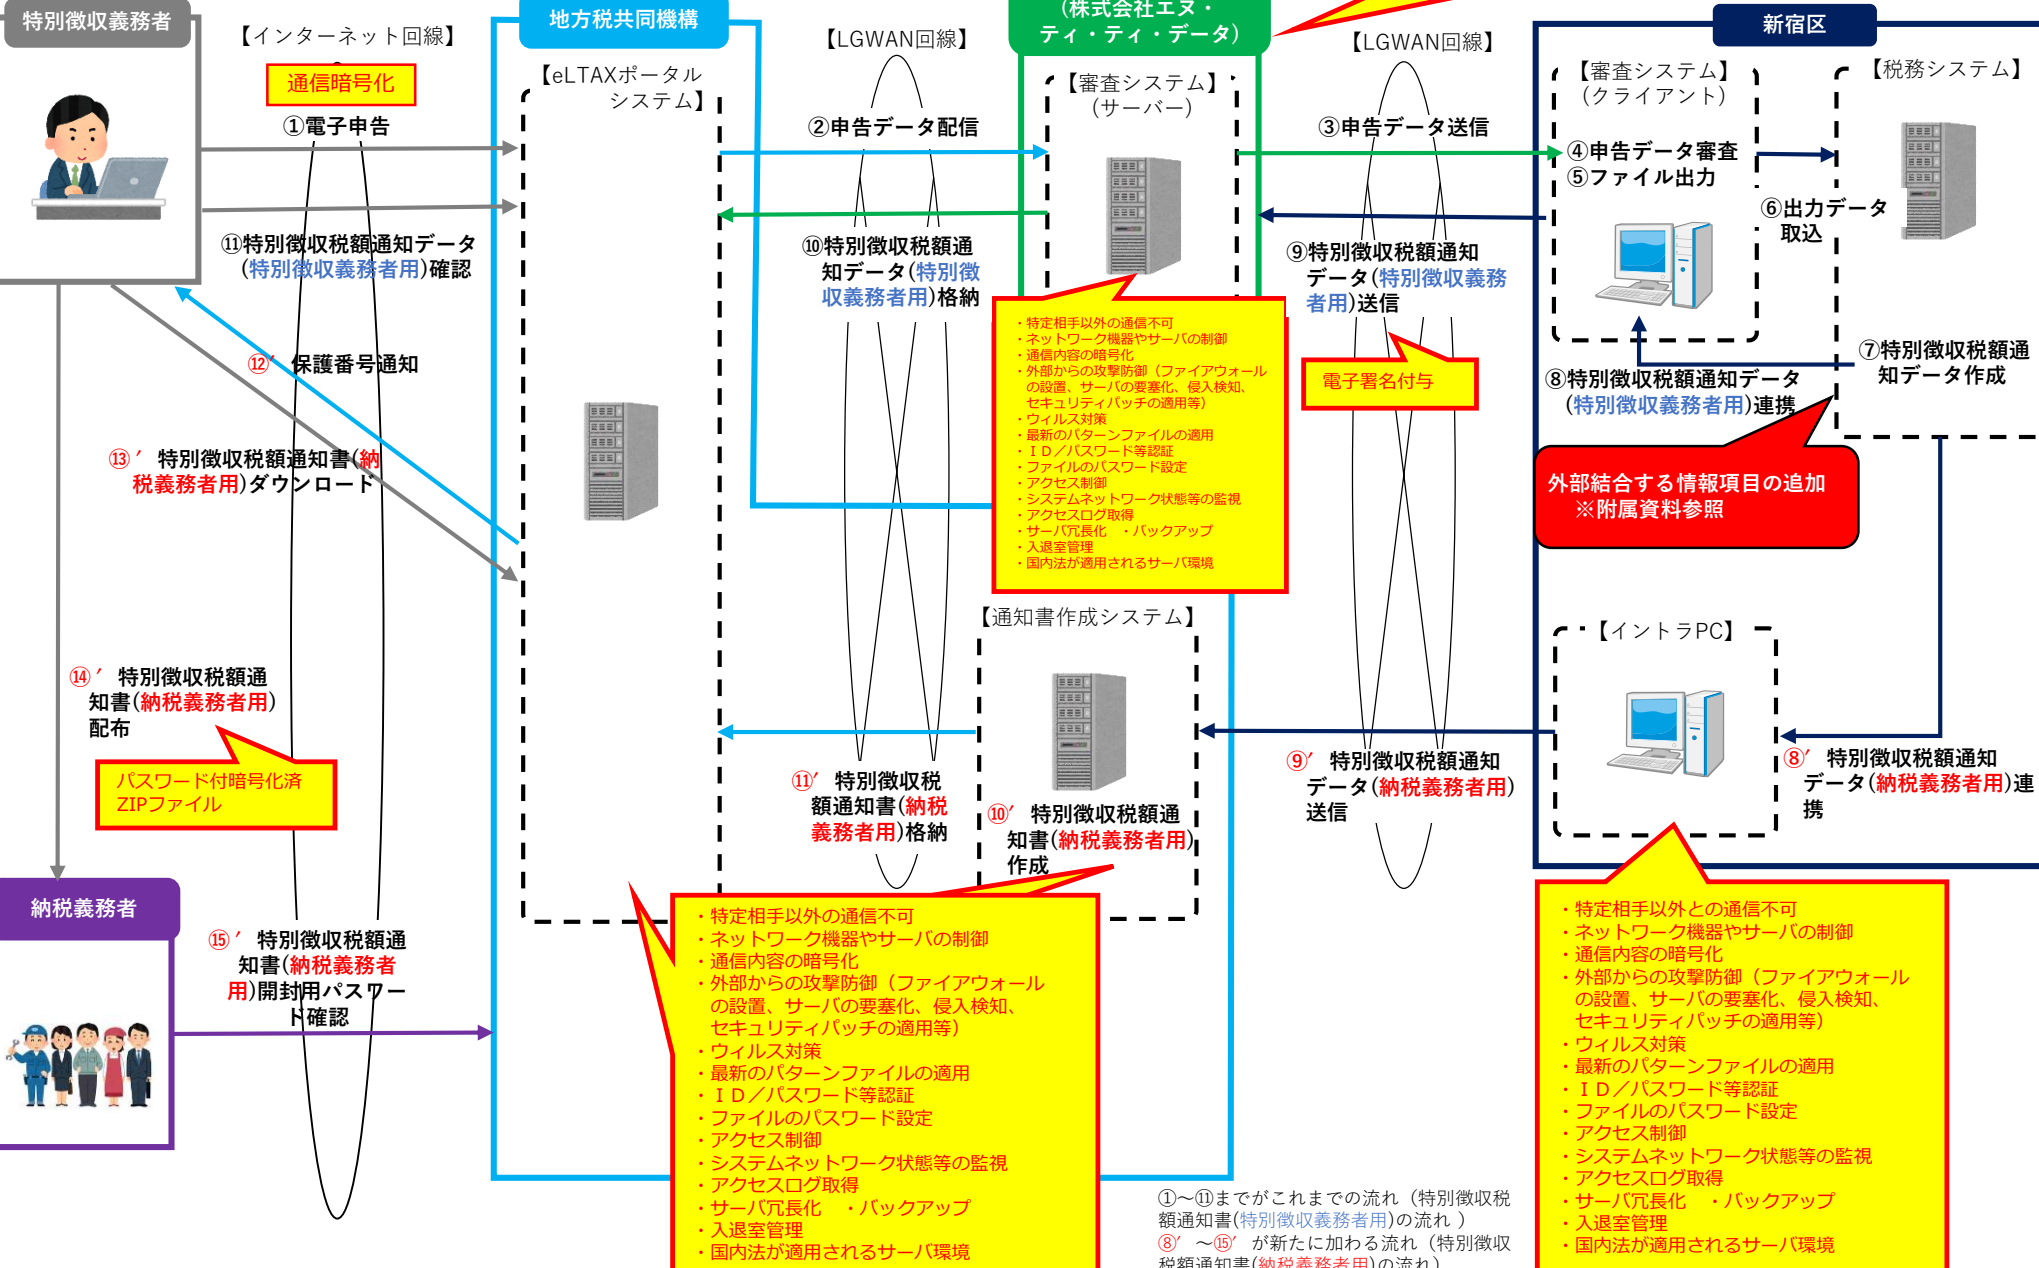 特別徴収義務者
【インターネット回線】
通信暗号化
①電子申告
⑪特別徴収税額通知データ
(特別徴収義務者用)確認
⑫′ 保護番号通知
⑬′ 特別徴収税額通知書(納
税義務者用)ダウンロード
⑭′ 特別徴収税額通
知書(納税義務者用)
配布
パスワード付暗号化済
ZIPファイル
納税義務者
⑮′ 特別徴収税額通
知書(納税義務者
用)開封用パスワー
ド確認
地方税共同機構
【eLTAXポータル
システム】
【LGWAN回線】
②申告データ配信
⑩特別徴収税額通
知データ(特別徴
収義務者用)格納
⑪′ 特別徴収税
額通知書(納税
義務者用)格納
(株式会社エヌ・
ティ・ティ・データ)
【審査システム】
(サーバー)
・特定相手以外の通信不可
・ネットワーク機器やサーバの制御
・通信内容の暗号化
・外部からの攻撃防御（ファイアウォール
の設置、サーバの要塞化、侵入検知、
セキュリティパッチの適用等）
・ウィルス対策
・最新のパターンファイルの適用
・ＩＤ／パスワード等認証
・ファイルのパスワード設定
・アクセス制御
・システムネットワーク状態等の監視
・アクセスログ取得
・サーバ冗長化　・バックアップ
・入退室管理
・国内法が適用されるサーバ環境
【通知書作成システム】
⑩′ 特別徴収税額通
知書(納税義務者用)
作成
・特定相手以外の通信不可
・ネットワーク機器やサーバの制御
・通信内容の暗号化
・外部からの攻撃防御（ファイアウォール
の設置、サーバの要塞化、侵入検知、
セキュリティパッチの適用等）
・ウィルス対策
・最新のパターンファイルの適用
・ＩＤ／パスワード等認証
・ファイルのパスワード設定
・アクセス制御
・システムネットワーク状態等の監視
・アクセスログ取得
・サーバ冗長化　・バックアップ
・入退室管理
・国内法が適用されるサーバ環境
【LGWAN回線】
③申告データ送信
⑨特別徴収税額通知
データ(特別徴収義務
者用)送信
電子署名付与
⑨′ 特別徴収税額通知
データ(納税義務者用)
送信
新宿区
【審査システム】
(クライアント)
④申告データ審査
⑤ファイル出力
【税務システム】
⑥出力データ
取込
⑦特別徴収税額通
知データ作成
⑧特別徴収税額通知データ
(特別徴収義務者用)連携
外部結合する情報項目の追加
※附属資料参照
【イントラPC】
⑧′ 特別徴収税額通知
データ(納税義務者用)連
携
・特定相手以外との通信不可
・ネットワーク機器やサーバの制御
・通信内容の暗号化
・外部からの攻撃防御（ファイアウォール
の設置、サーバの要塞化、侵入検知、
セキュリティパッチの適用等）
・ウィルス対策
・最新のパターンファイルの適用
・ＩＤ／パスワード等認証
・ファイルのパスワード設定
・アクセス制御
・システムネットワーク状態等の監視
・アクセスログ取得
・サーバ冗長化　・バックアップ
・入退室管理
・国内法が適用されるサーバ環境
①～⑪までがこれまでの流れ（特別徴収税
額通知書(特別徴収義務者用)の流れ ）
⑧′ ～⑮′ が新たに加わる流れ（特別徴収
税額通知書(納税義務者用)の流れ）